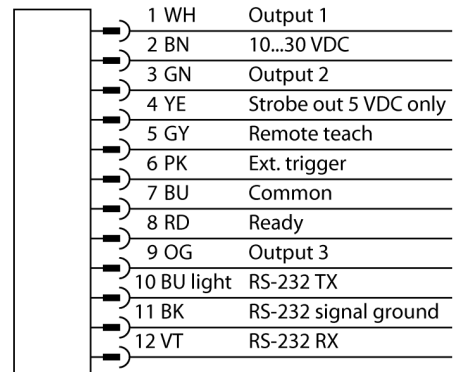 1 WH Output 1
2 BN 10...30 VDC
3 GN Output 2
4 YE Strobe out 5 VDC only
5 GY Remote teach
6 PK Ext. trigger
7 BU Common
8 RD Ready
9 OG Output 3
10 BU light RS-232 TX
11 BK RS-232 signal ground
12 VT RS-232 RX